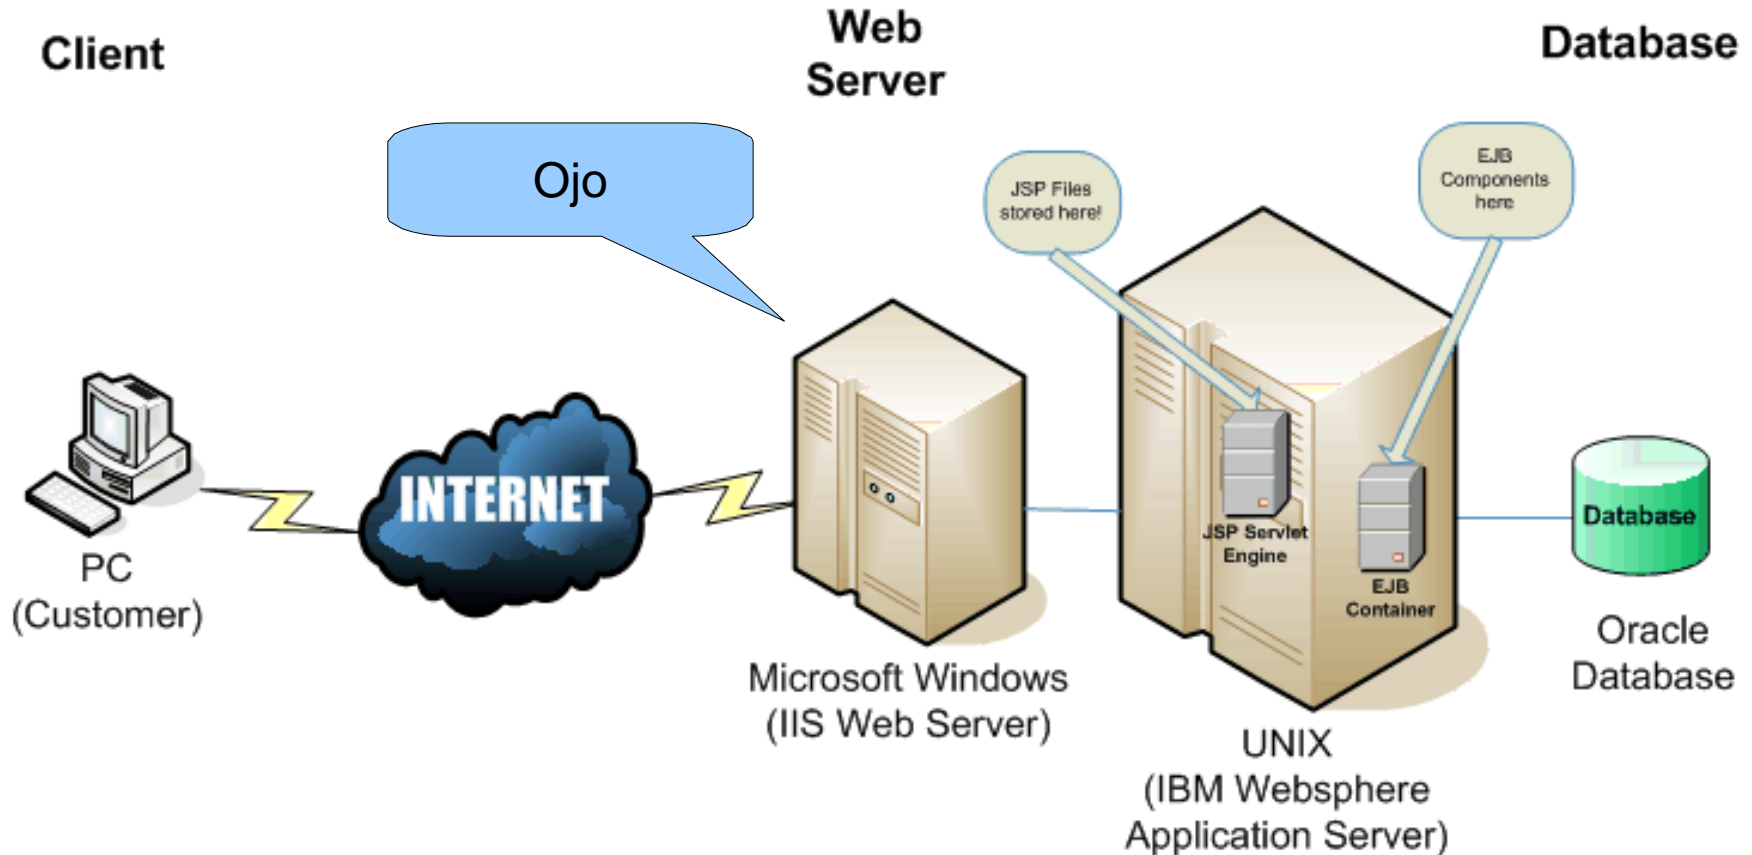 Client
Web
Server
Database
Ojo
JSP Files
stored here!
EJB
Components
here
INTERNET
JSP Servlet
Engine
EJB
Container
Database
PC
(Customer)
Microsoft Windows
(IIS Web Server)
UNIX
(IBM Websphere
Application Server)
Oracle
Database